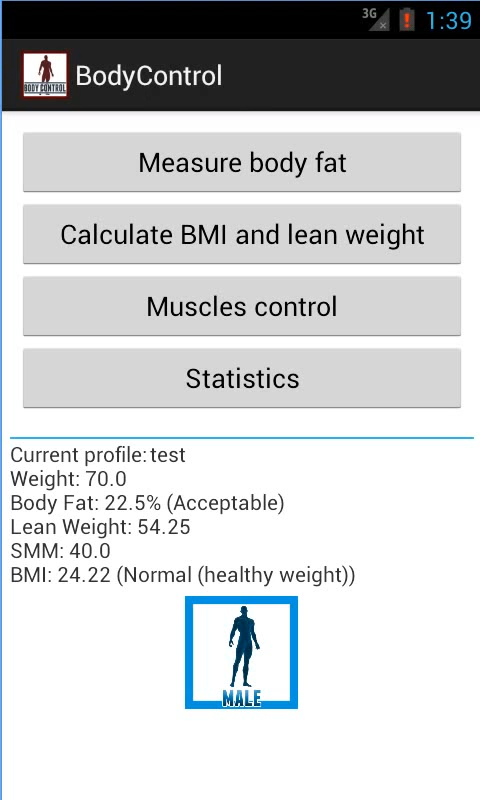 3G
1:39
BODY CONTROL
BodyControl
Measure body fat
Calculate BMI and lean weight
Muscles control
Statistics
Current profile: test
Weight: 70.0
Body Fat: 22.5% (Acceptable)
Lean Weight: 54.25
SMM: 40.0
BMI: 24.22 (Normal (healthy weight))
MALE